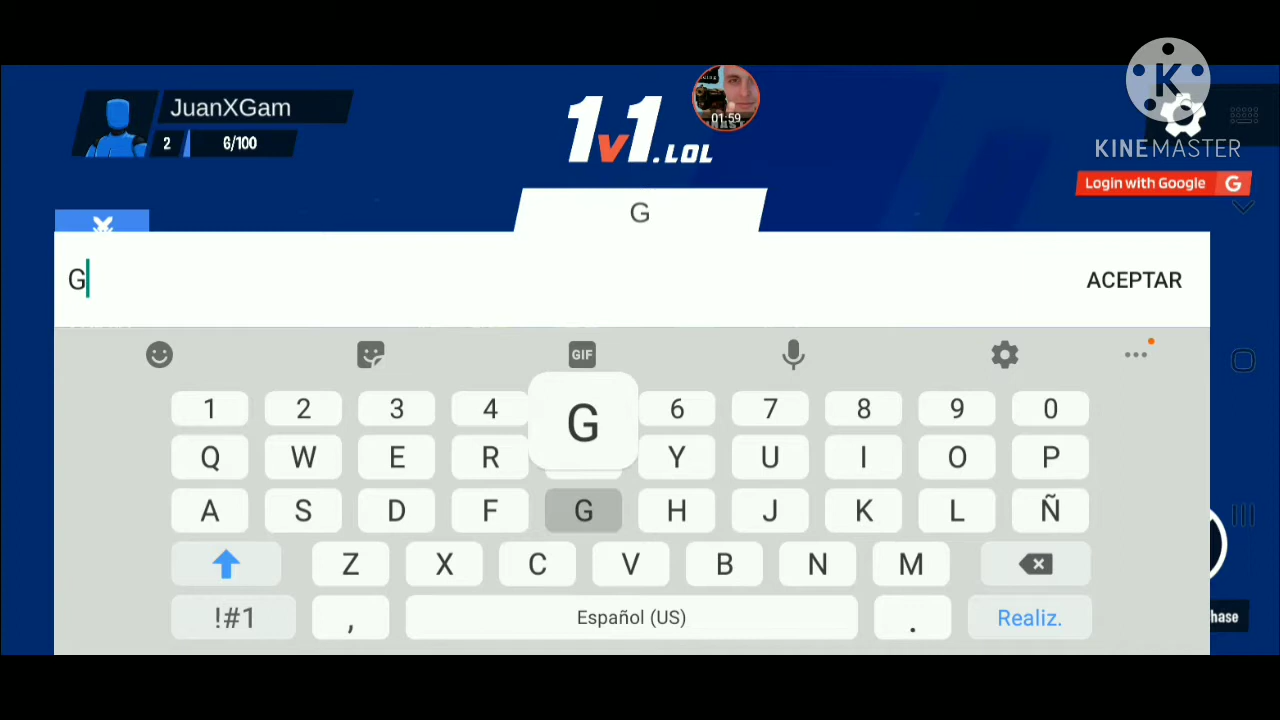 JuanXGam
2 6/100
1v1.LOL
01:59
K
KINEMASTER
Login with Google G
G
G
ACEPTAR
GIF
1 2 3 4 6 7 8 9 0
G
Q W E R Y U I O P
A S D F G H J K L Ñ
Z X C V B N M
!#1 , Español (US) . Realiz.
hase